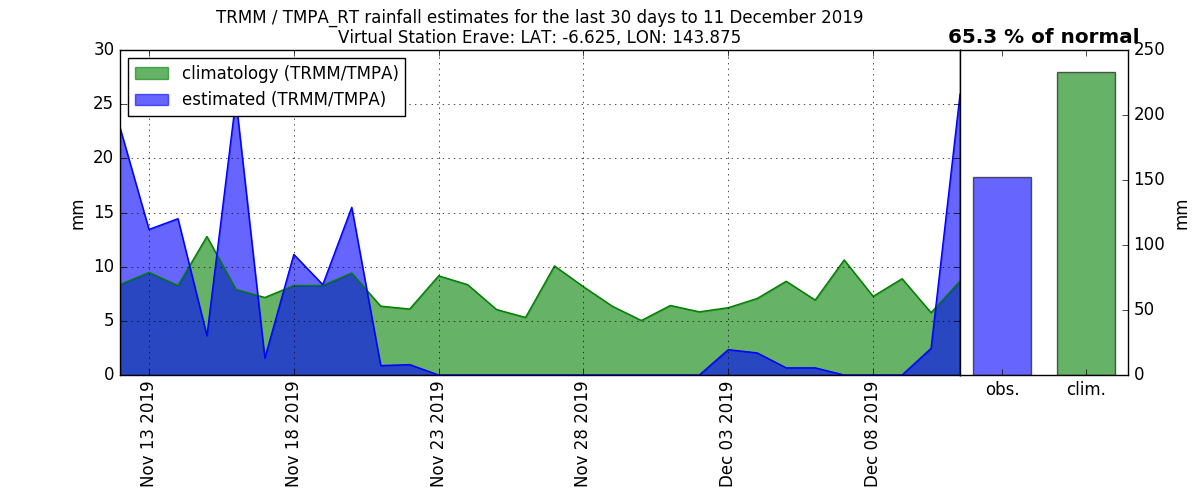 TRMM / TMPA_RT rainfall estimates for the last 30 days to 11 December 2019
Virtual Station Erave: LAT: -6.625, LON: 143.875
65.3 % of normal
climatology (TRMM/TMPA)
estimated (TRMM/TMPA)
30
25
20
15
10
5
0
mm
Nov 13 2019
Nov 18 2019
Nov 23 2019
Nov 28 2019
Dec 03 2019
Dec 08 2019
250
200
150
100
50
0
mm
obs.
clim.